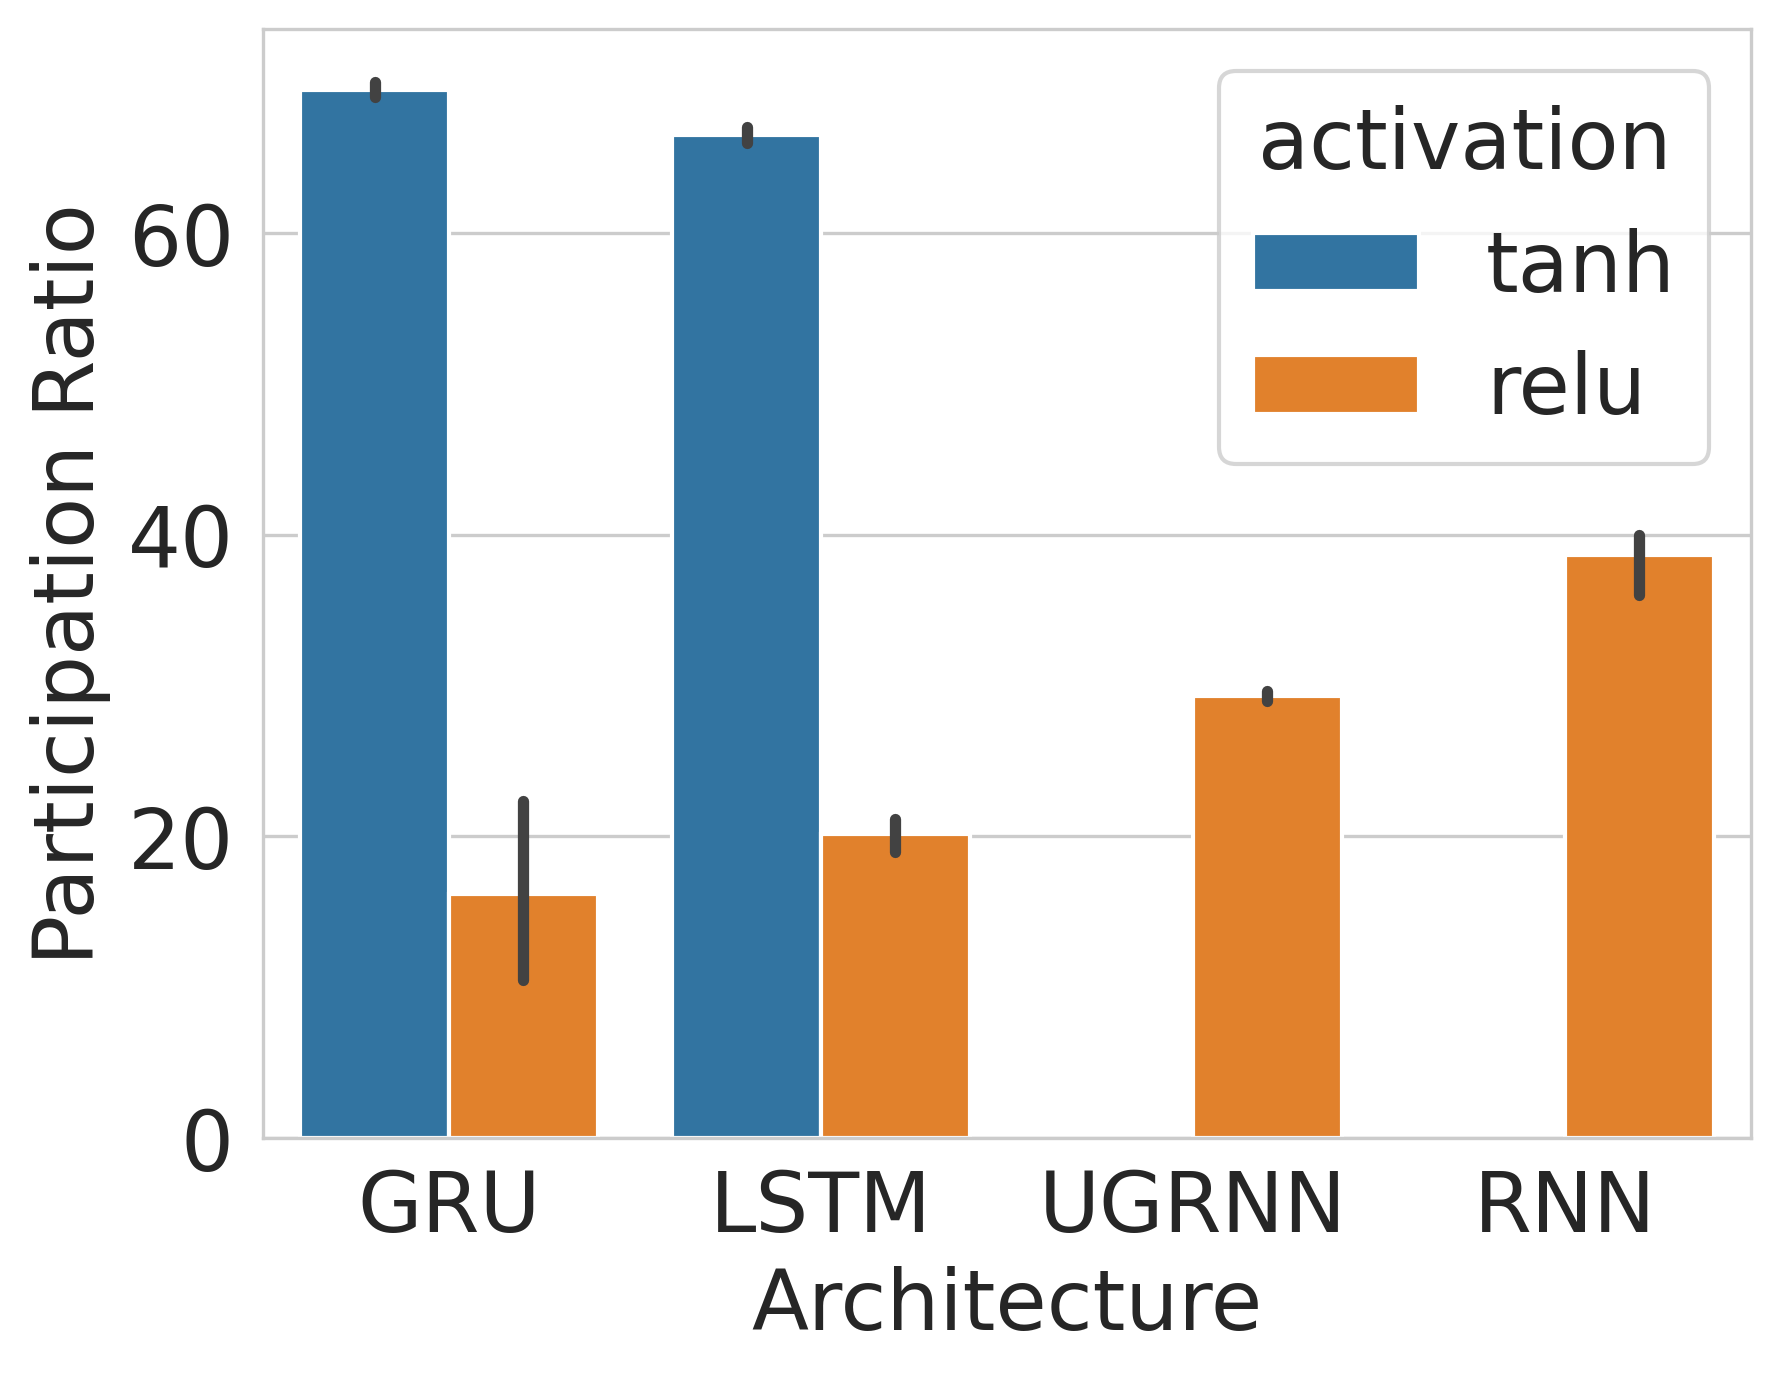 Participation Ratio
60
40
20
0
activation
tanh
relu
GRU LSTM UGRNN RNN
Architecture